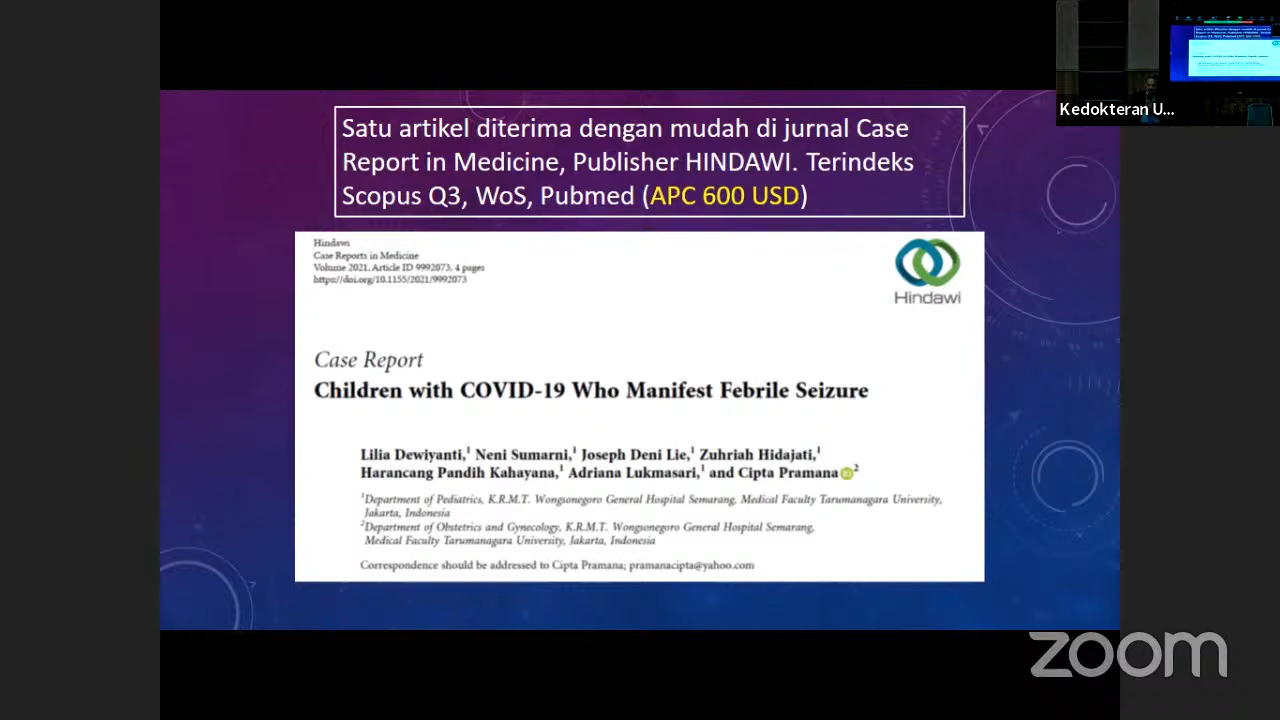 Satu artikel diterima dengan mudah di jurnal Case
Report in Medicine, Publisher HINDAWI. Terindeks
Scopus Q3, WoS, Pubmed (APC 600 USD)
Kedokteran U...
Hindawi
Case Reports in Medicine
Volume 2021, Article ID 9992073, 4 pages
https://doi.org/10.1155/2021/9992073
Hindawi
Case Report
Children with COVID-19 Who Manifest Febrile Seizure
Lilia Dewiyanti,1 Neni Sumarni,1 Joseph Deni Lie,1 Zuhriah Hidajati,1
Harancang Pandih Kahayana,1 Adriana Lukmasari,1 and Cipta Pramana iD 2
1Department of Pediatrics, K.R.M.T. Wongsonegoro General Hospital Semarang, Medical Faculty Tarumanagara University,
Jakarta, Indonesia
2Department of Obstetrics and Gynecology, K.R.M.T. Wongsonegoro General Hospital Semarang,
Medical Faculty Tarumanagara University, Jakarta, Indonesia
Correspondence should be addressed to Cipta Pramana; pramanacipta@yahoo.com
zoom